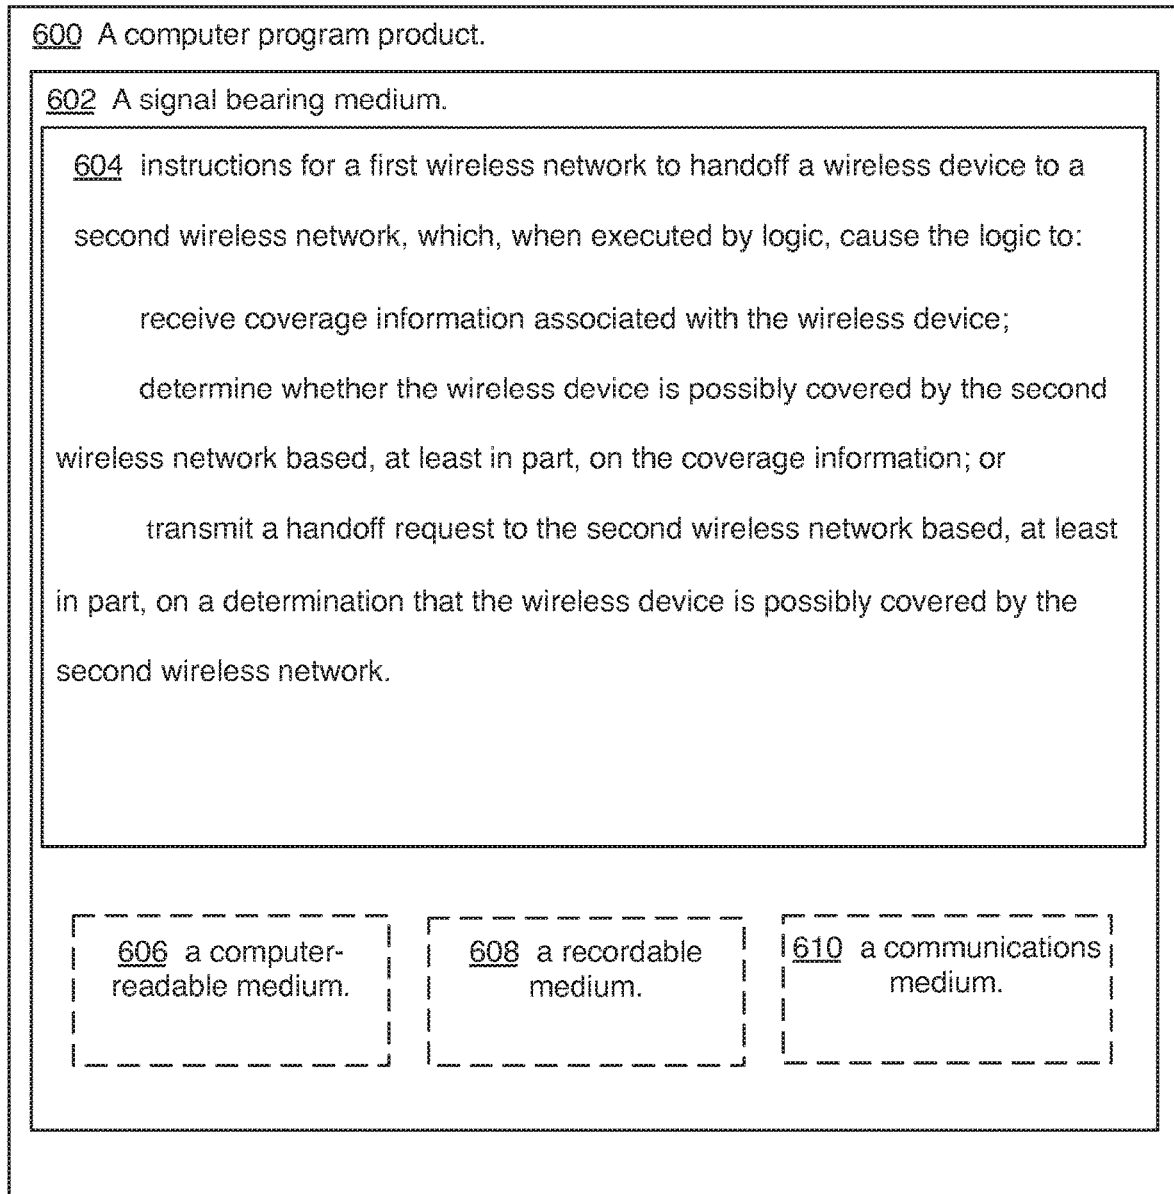 600 A computer program product.
602 A signal bearing medium.
604 instructions for a first wireless network to handoff a wireless device to a
second wireless network, which, when executed by logic, cause the logic to:
receive coverage information associated with the wireless device;
determine whether the wireless device is possibly covered by the second
wireless network based, at least in part, on the coverage information; or
transmit a handoff request to the second wireless network based, at least
in part, on a determination that the wireless device is possibly covered by the
second wireless network.
606 a computer-
readable medium.
608 a recordable
medium.
610 a communications
medium.